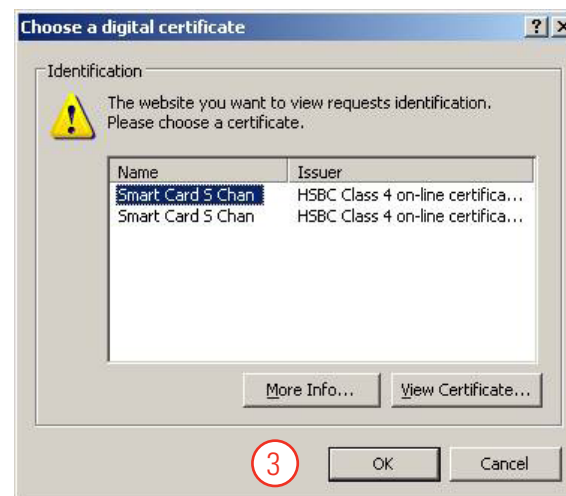 Choose a digital certificate
Identification
The website you want to view requests identification.
Please choose a certificate.
Name Issuer
Smart Card S Chan HSBC Class 4 on-line certifica...
Smart Card S Chan HSBC Class 4 on-line certifica...
More Info... View Certificate...
3 OK Cancel